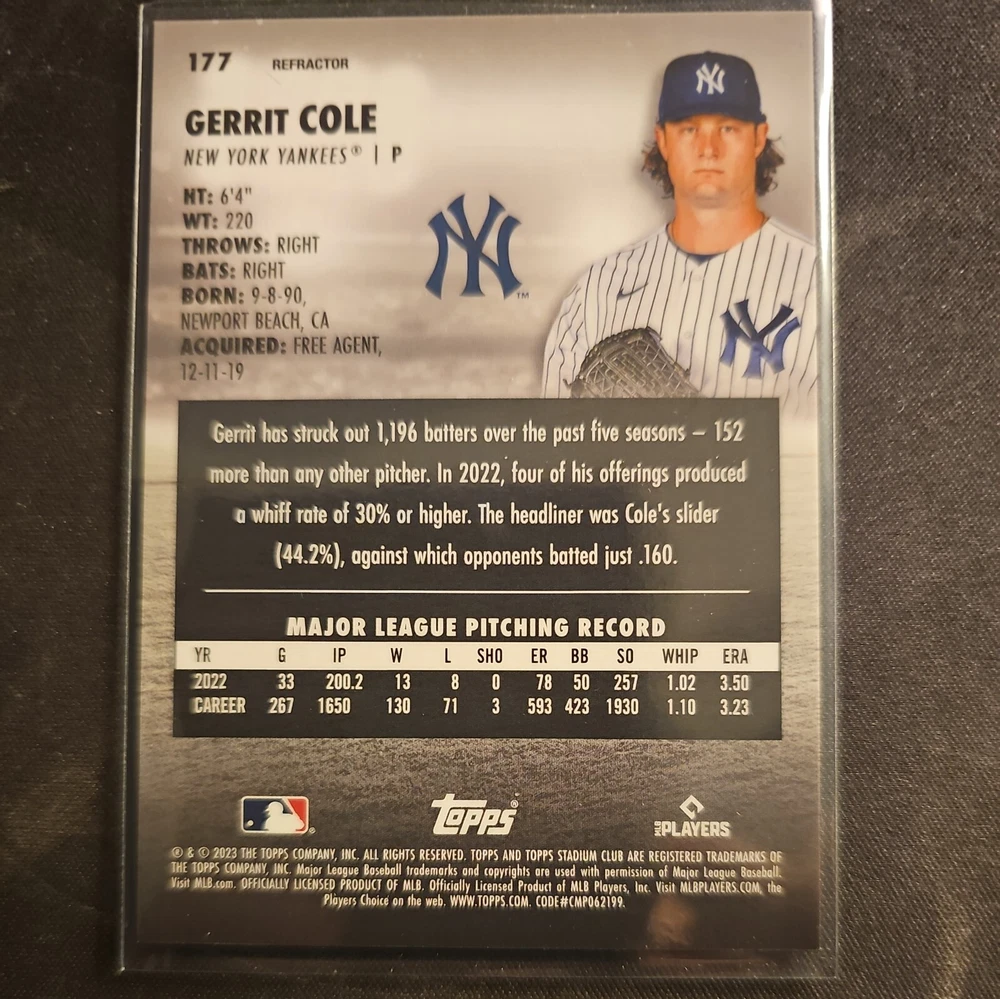 177 REFRACTOR
NY
GERRIT COLE
NEW YORK YANKEES® | P
HT: 6'4"
WT: 220
THROWS: RIGHT
BATS: RIGHT
BORN: 9-8-90,
NEWPORT BEACH, CA
ACQUIRED: FREE AGENT,
12-11-19
NY™
NY
Gerrit has struck out 1,196 batters over the past five seasons – 152
more than any other pitcher. In 2022, four of his offerings produced
a whiff rate of 30% or higher. The headliner was Cole's slider
(44.2%), against which opponents batted just .160.
MAJOR LEAGUE PITCHING RECORD
YR G IP W L SHO ER BB SO WHIP ERA
2022 33 200.2 13 8 0 78 50 257 1.02 3.50
CAREER 267 1650 130 71 3 593 423 1930 1.10 3.23
Topps®
MLB PLAYERS
® & © 2023 THE TOPPS COMPANY, INC. ALL RIGHTS RESERVED. TOPPS AND TOPPS STADIUM CLUB ARE REGISTERED TRADEMARKS OF
THE TOPPS COMPANY, INC. Major League Baseball trademarks and copyrights are used with permission of Major League Baseball.
Visit MLB.com. OFFICIALLY LICENSED PRODUCT OF MLB. Officially Licensed Product of MLB Players, Inc. Visit MLBPLAYERS.COM, the
Players Choice on the web. WWW.TOPPS.COM. CODE#CMP062199.